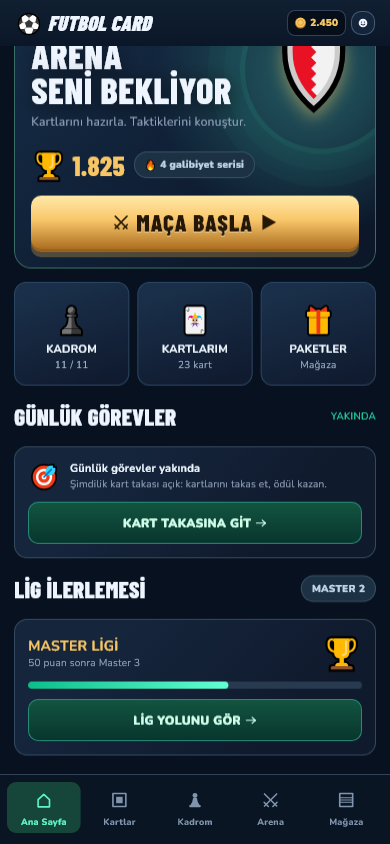 FUTBOL CARD
2.450
ARENA
SENİ BEKLİYOR
Kartlarını hazırla. Taktiklerini konuştur.
1.825
4 galibiyet serisi
MAÇA BAŞLA
KADROM
11 / 11
KARTLARIM
23 kart
PAKETLER
Mağaza
GÜNLÜK GÖREVLER
YAKINDA
Günlük görevler yakında
Şimdilik kart takası açık: kartlarını takas et, ödül kazan.
KART TAKASINA GİT →
LİG İLERLEMESİ
MASTER 2
MASTER LİGİ
50 puan sonra Master 3
LİG YOLUNU GÖR →
Ana Sayfa
Kartlar
Kadrom
Arena
Mağaza